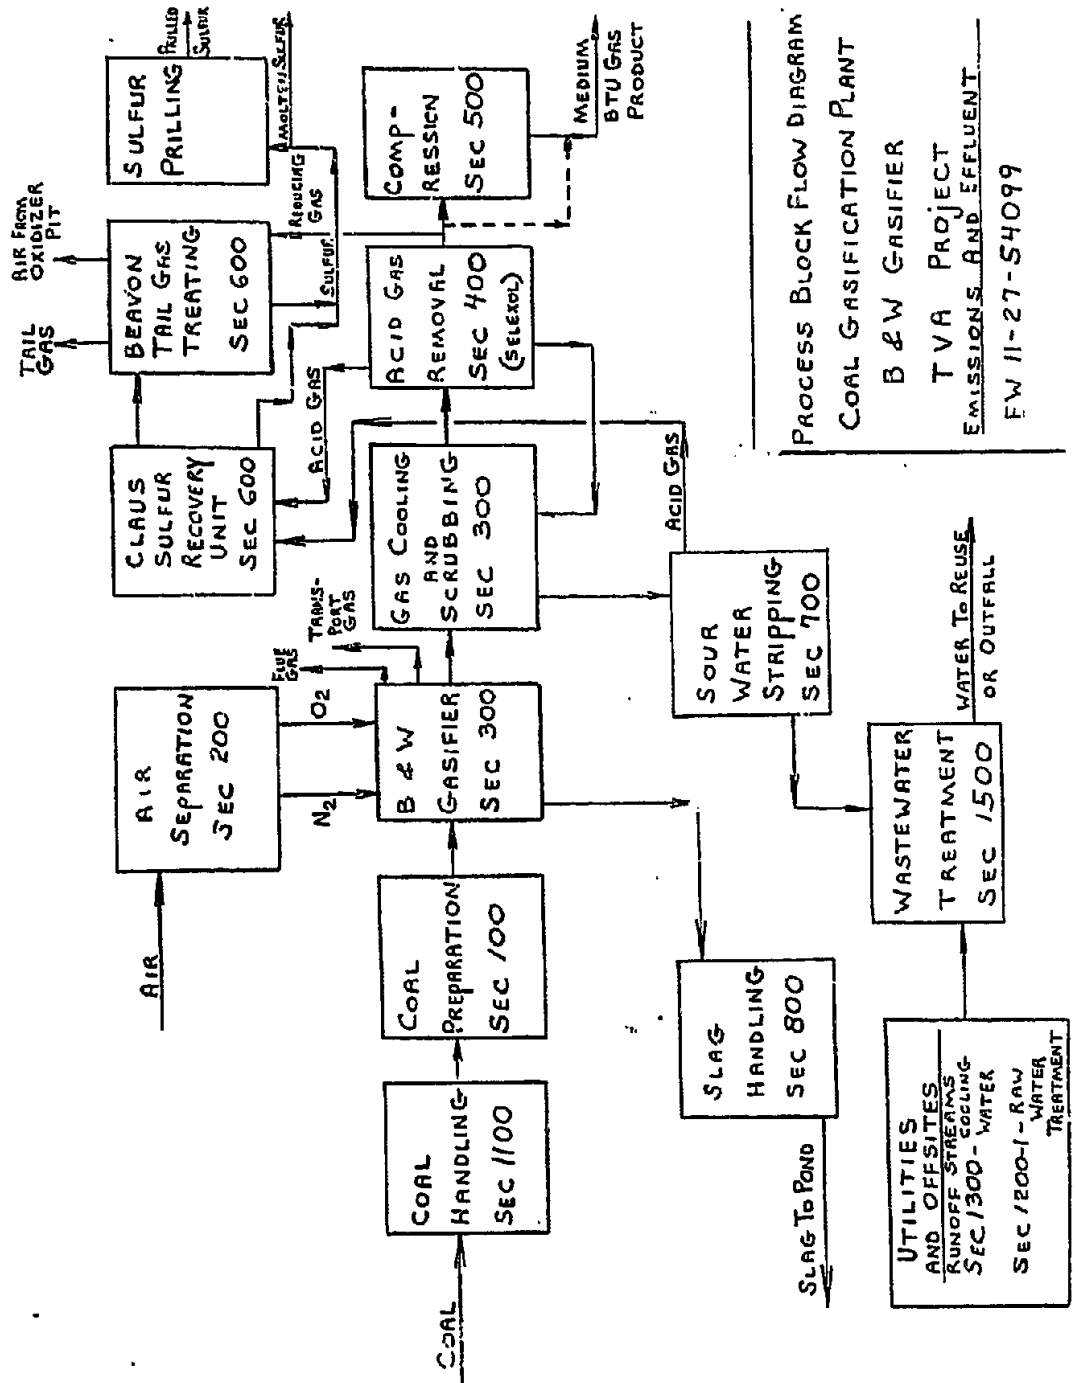 PRILLED
SULFUR
MOLTEN SULFUR
SULFUR
PRILLING
AIR FROM
OXIDIZER
PIT
TAIL
GAS
BEAVON
TAIL GAS
TREATING
SEC 600
REDUCING
GAS
SULFUR
COMP-
RESSION
SEC 500
MEDIUM
BTU GAS
PRODUCT
CLAUS
SULFUR
RECOVERY
UNIT
SEC 600
ACID GAS
ACID GAS
REMOVAL
SEC 400
(SELEXOL)
GAS COOLING
AND
SCRUBBING
SEC 300
ACID GAS
TRANS-
PORT
GAS
FLUE
GAS
AIR
SEPARATION
SEC 200
O2
N2
AIR
B & W
GASIFIER
SEC 300
COAL
PREPARATION
SEC 100
COAL
HANDLING
SEC 1100
COAL
SOUR
WATER
STRIPPING
SEC 700
SLAG
HANDLING
SEC 800
SLAG TO POND
WASTEWATER
TREATMENT
SEC 1500
WATER TO REUSE
OR OUTFALL
UTILITIES
AND OFFSITES
RUNOFF STREAMS
SEC 1300-COOLING
WATER
SEC 1200-1-RAW
WATER
TREATMENT
PROCESS BLOCK FLOW DIAGRAM
COAL GASIFICATION PLANT
B & W GASIFIER
TVA PROJECT
EMISSIONS AND EFFLUENT
FW 11-27-54099